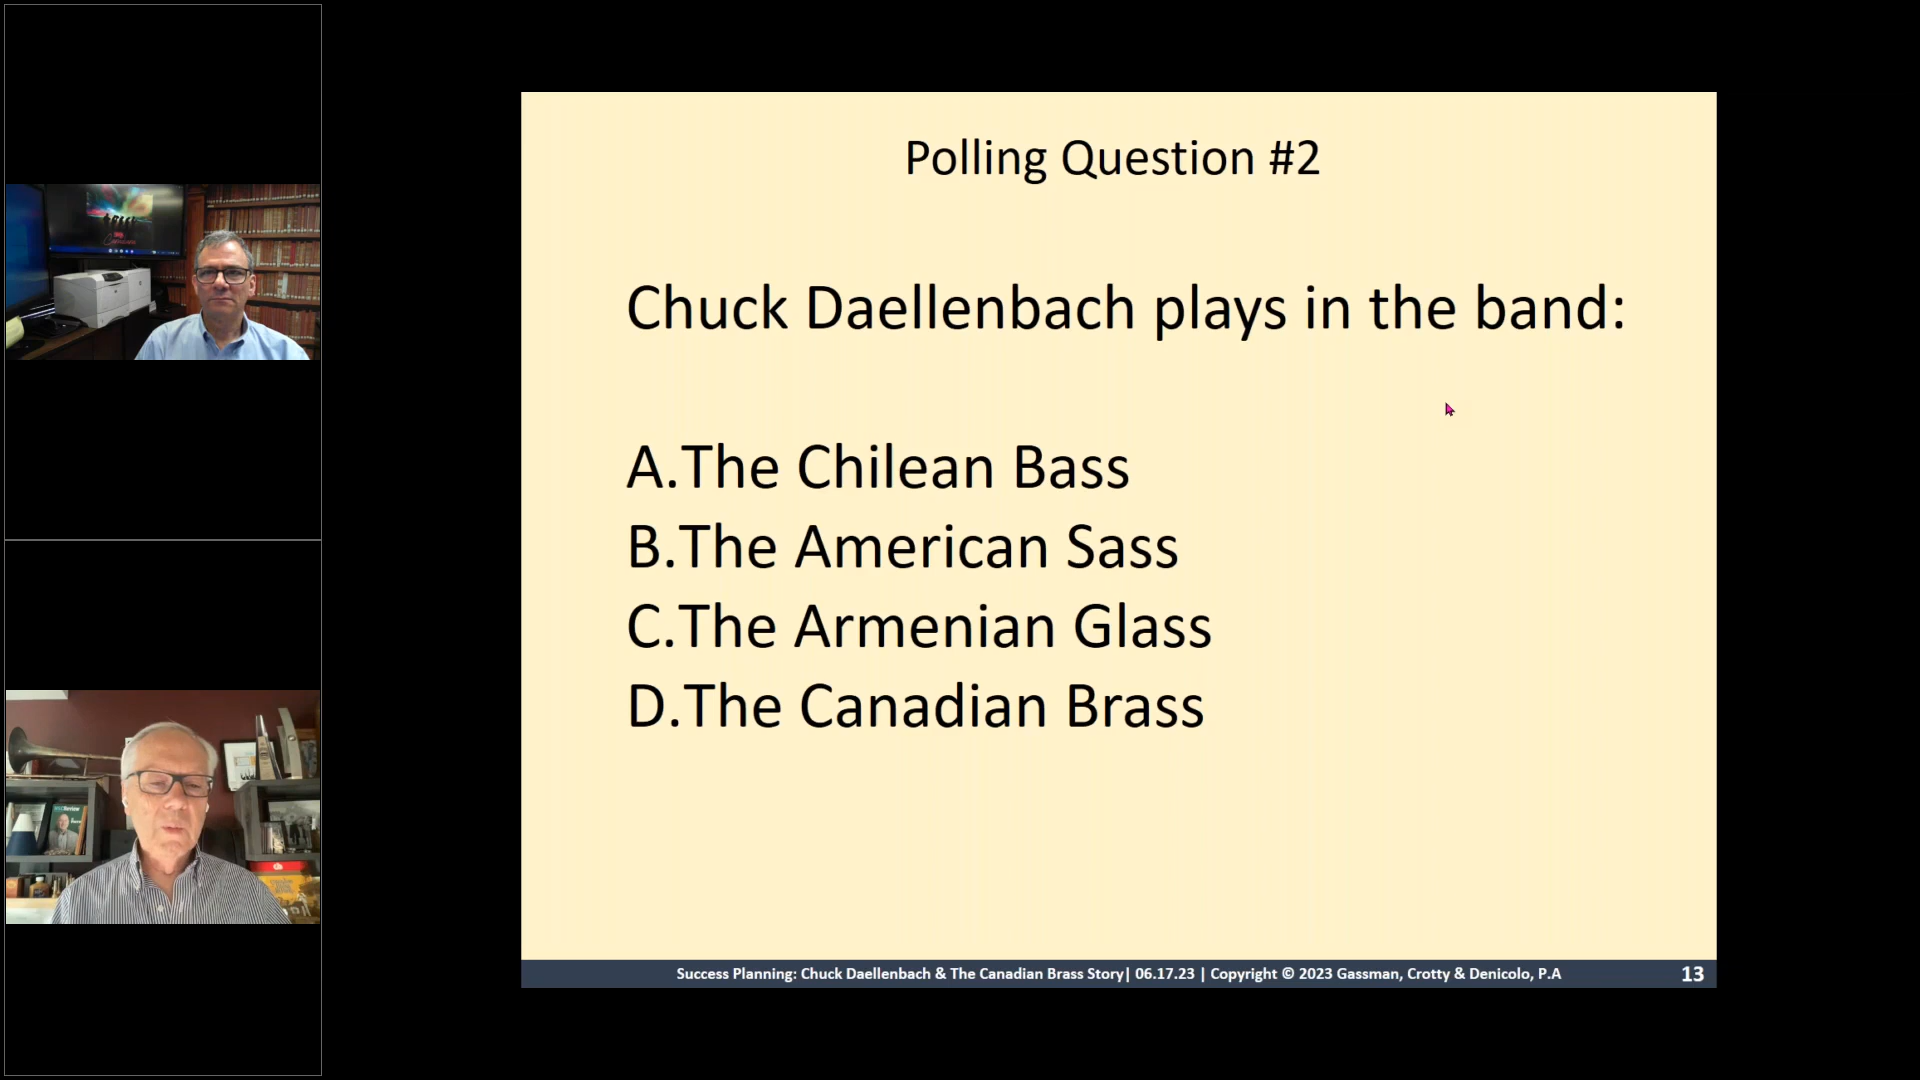 Polling Question #2
Chuck Daellenbach plays in the band:
A.The Chilean Bass
B.The American Sass
C.The Armenian Glass
D.The Canadian Brass
Success Planning: Chuck Daellenbach & The Canadian Brass Story| 06.17.23 | Copyright © 2023 Gassman, Crotty & Denicolo, P.A
13